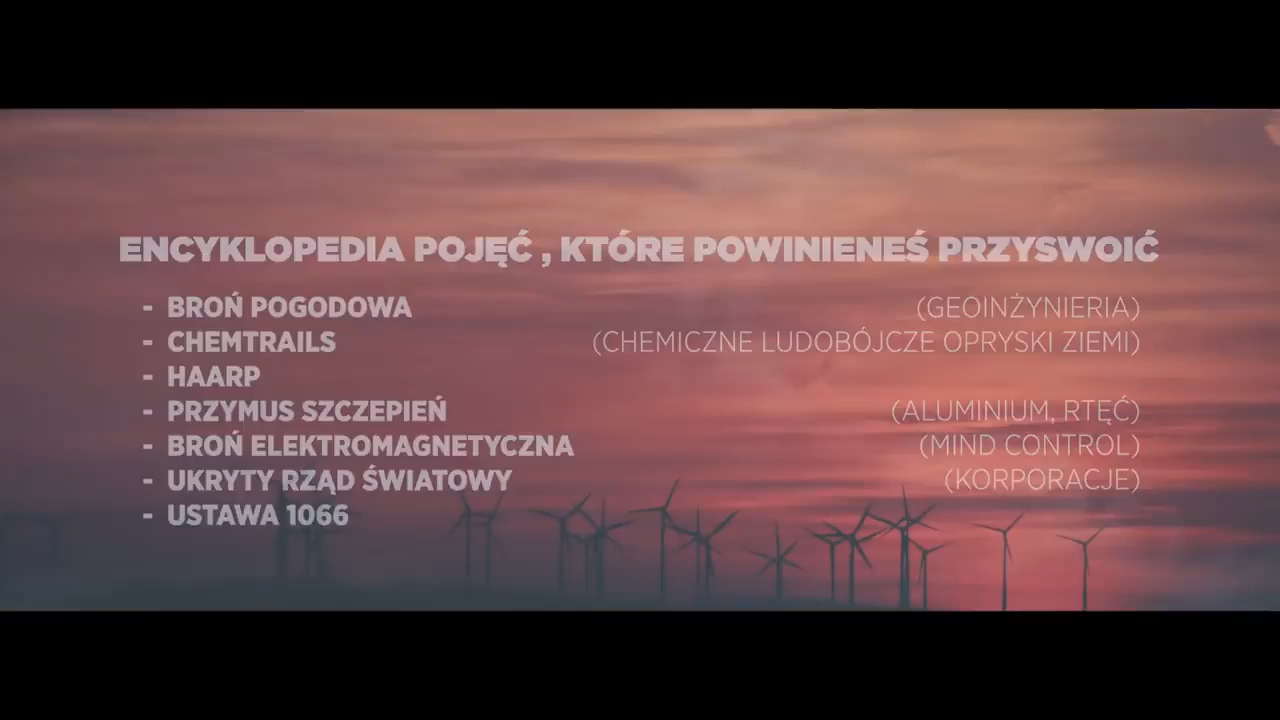 ENCYKLOPEDIA POJĘĆ , KTÓRE POWINIENEŚ PRZYSWOIĆ
- BROŃ POGODOWA (GEOINŻYNIERIA)
- CHEMTRAILS (CHEMICZNE LUDOBÓJCZE OPRYSKI ZIEMI)
- HAARP
- PRZYMUS SZCZEPIEŃ (ALUMINIUM, RTĘĆ)
- BROŃ ELEKTROMAGNETYCZNA (MIND CONTROL)
- UKRYTY RZĄD ŚWIATOWY (KORPORACJE)
- USTAWA 1066